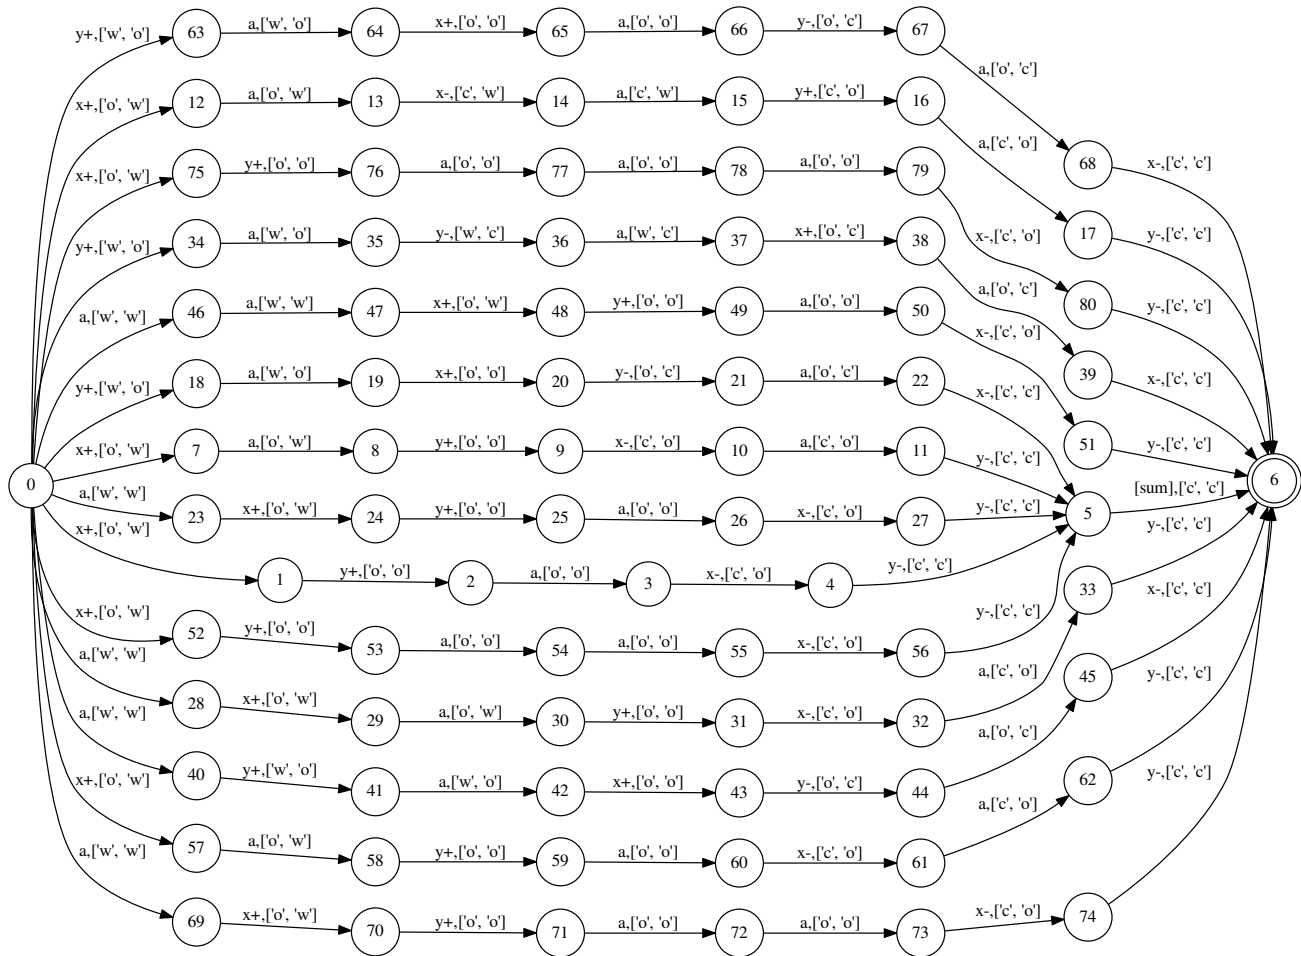 y+,['w', 'o'] 63 a,['w', 'o'] 64 x+,['o', 'o'] 65 a,['o', 'o'] 66 y-,['o', 'c'] 67 a,['o', 'c'] 68 x-,['c', 'c']
x+,['o', 'w'] 12 a,['o', 'w'] 13 x-,['c', 'w'] 14 a,['c', 'w'] 15 y+,['c', 'o'] 16 a,['c', 'o'] 17 y-,['c', 'c']
x+,['o', 'w'] 75 y+,['o', 'o'] 76 a,['o', 'o'] 77 a,['o', 'o'] 78 a,['o', 'o'] 79 x-,['c', 'o'] 80 y-,['c', 'c']
y+,['w', 'o'] 34 a,['w', 'o'] 35 y-,['w', 'c'] 36 a,['w', 'c'] 37 x+,['o', 'c'] 38 a,['o', 'c'] 39 x-,['c', 'c']
a,['w', 'w'] 46 a,['w', 'w'] 47 x+,['o', 'w'] 48 y+,['o', 'o'] 49 a,['o', 'o'] 50 x-,['c', 'o'] 51 y-,['c', 'c']
y+,['w', 'o'] 18 a,['w', 'o'] 19 x+,['o', 'o'] 20 y-,['o', 'c'] 21 a,['o', 'c'] 22 x-,['c', 'c']
x+,['o', 'w'] 7 a,['o', 'w'] 8 y+,['o', 'o'] 9 x-,['c', 'o'] 10 a,['c', 'o'] 11 y-,['c', 'c']
0 a,['w', 'w'] 23 x+,['o', 'w'] 24 y+,['o', 'o'] 25 a,['o', 'o'] 26 x-,['c', 'o'] 27 y-,['c', 'c'] 5 [sum],['c', 'c'] 6
x+,['o', 'w'] 1 y+,['o', 'o'] 2 a,['o', 'o'] 3 x-,['c', 'o'] 4 y-,['c', 'c']
x+,['o', 'w'] 52 y+,['o', 'o'] 53 a,['o', 'o'] 54 a,['o', 'o'] 55 x-,['c', 'o'] 56 y-,['c', 'c']
a,['w', 'w'] 28 x+,['o', 'w'] 29 a,['o', 'w'] 30 y+,['o', 'o'] 31 x-,['c', 'o'] 32 a,['c', 'o'] 33 y-,['c', 'c']
a,['w', 'w'] 40 y+,['w', 'o'] 41 a,['w', 'o'] 42 x+,['o', 'o'] 43 y-,['o', 'c'] 44 a,['o', 'c'] 45 x-,['c', 'c']
x+,['o', 'w'] 57 a,['o', 'w'] 58 y+,['o', 'o'] 59 a,['o', 'o'] 60 x-,['c', 'o'] 61 a,['c', 'o'] 62 y-,['c', 'c']
a,['w', 'w'] 69 x+,['o', 'w'] 70 y+,['o', 'o'] 71 a,['o', 'o'] 72 a,['o', 'o'] 73 x-,['c', 'o'] 74 y-,['c', 'c']